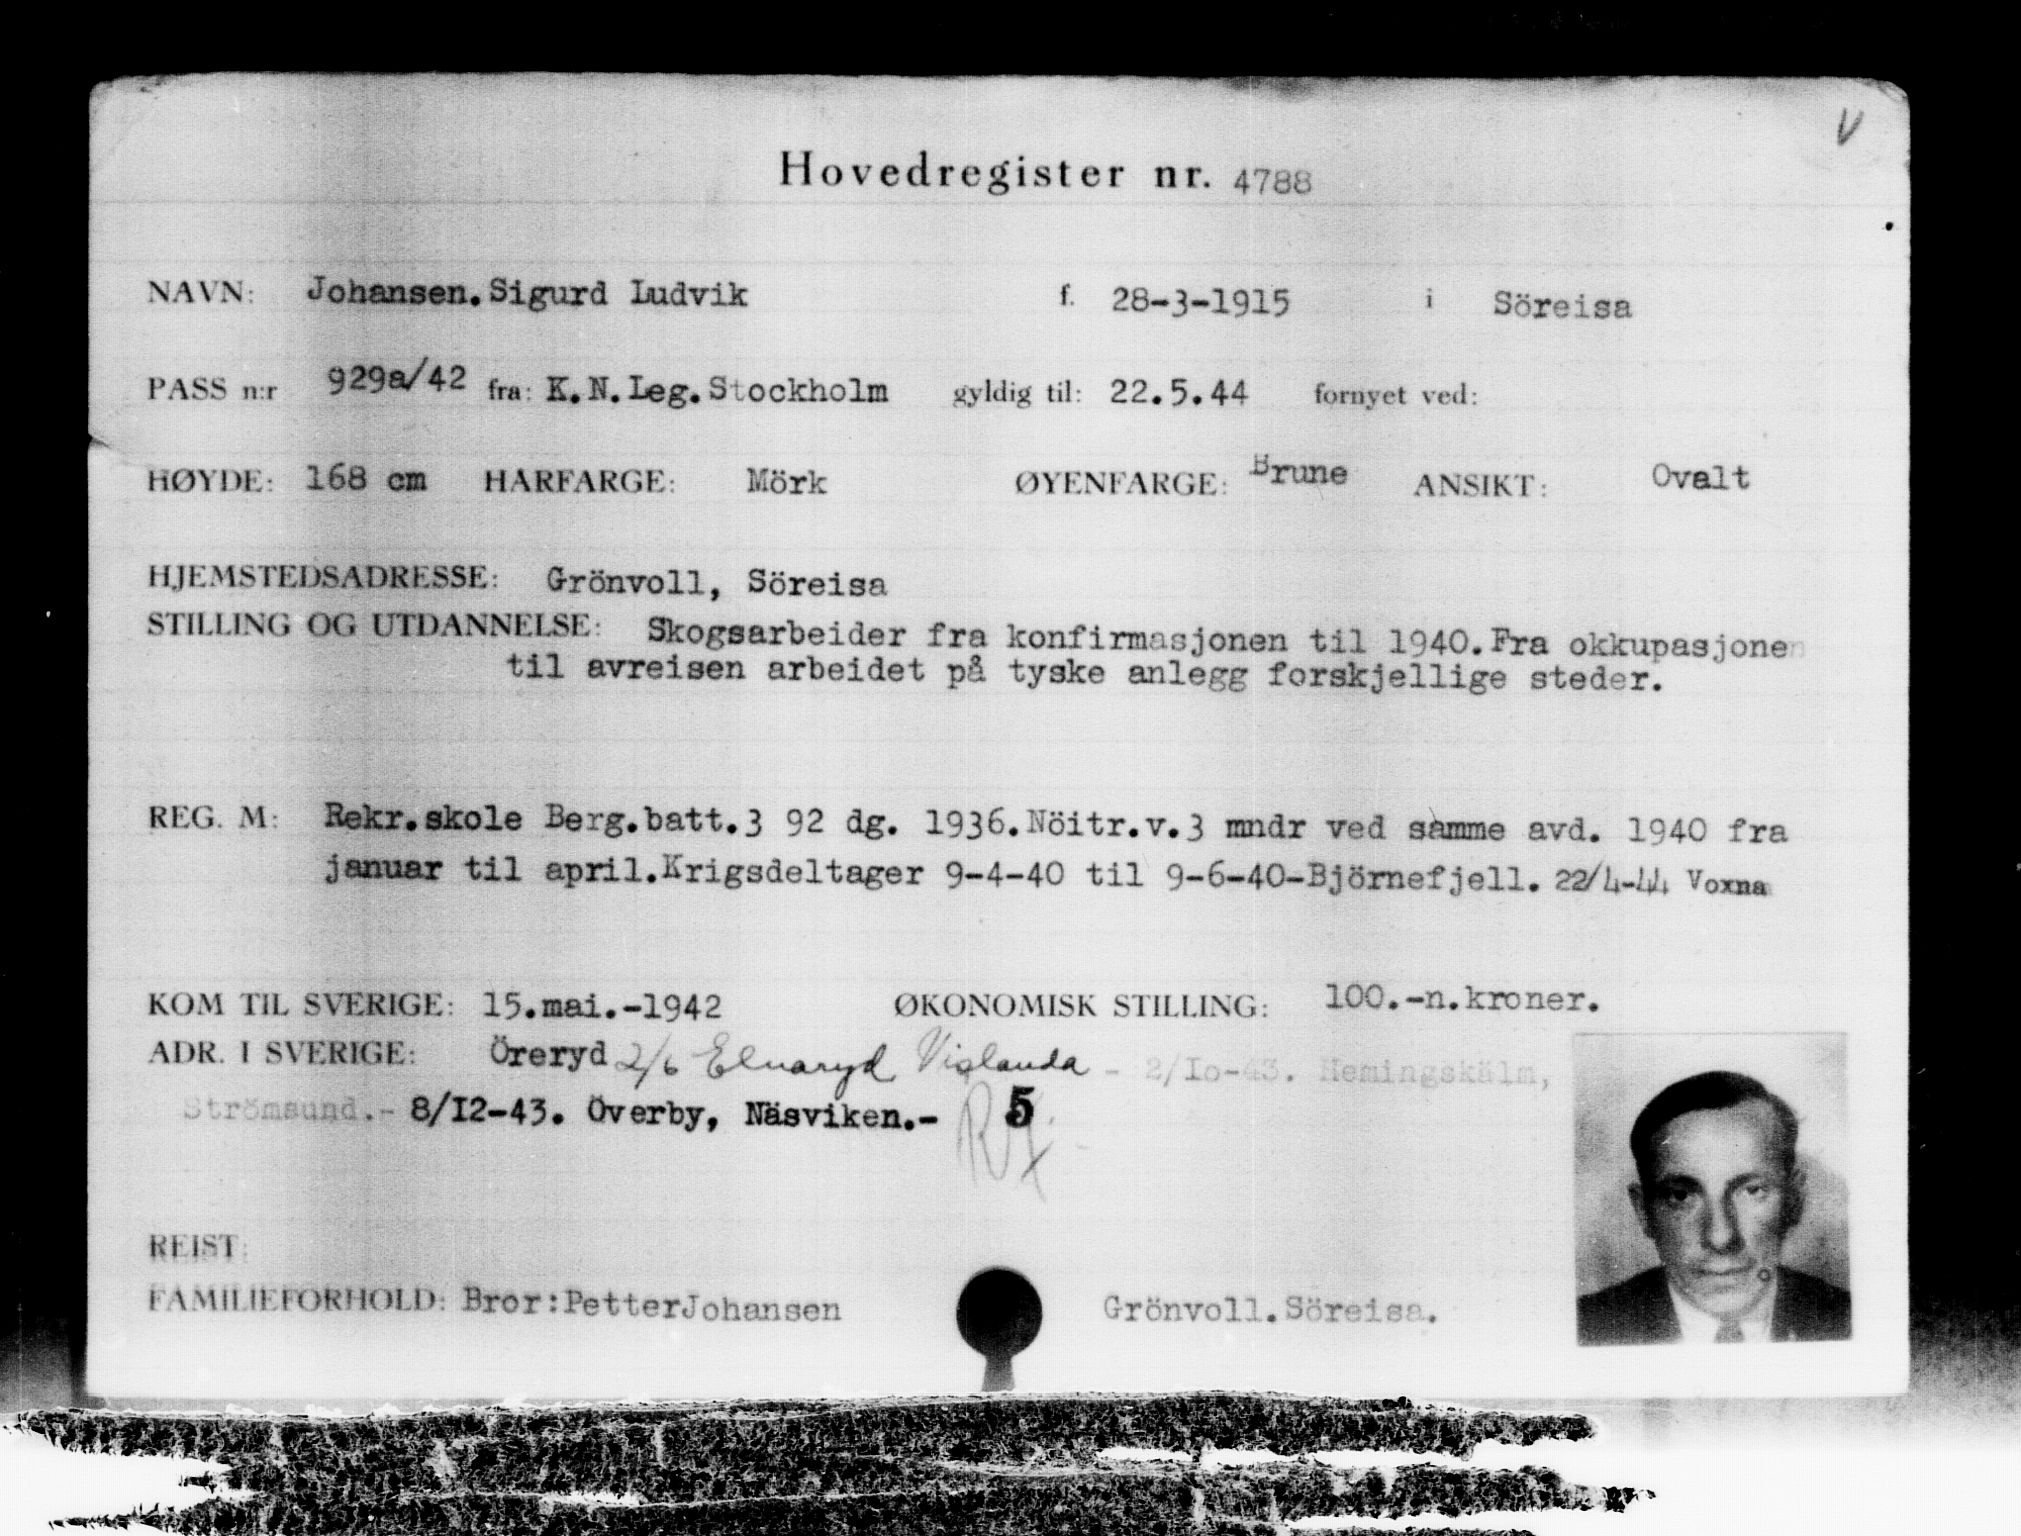 V
Hovedregister nr. 4788
NAVN: Johansen.Sigurd Ludvik f. 28-3-1915 i Söreisa
PASS n:r 929a/42 fra: K.N.Leg.Stockholm gyldig til: 22.5.44 fornyet ved:
HØYDE: 168 cm HARFARGE: Mörk ØYENFARGE: Brune ANSIKT: Ovalt
HJEMSTEDSADRESSE: Grönvoll, Söreisa
STILLING OG UTDANNELSE: Skogsarbeider fra konfirmasjonen til 1940.Fra okkupasjonen
til avreisen arbeidet på tyske anlegg forskjellige steder.
REG. M: Rekr.skole Berg.batt.3 92 dg. 1936.Nöitr.v.3 mndr ved samme avd. 1940 fra
januar til april.Krigsdeltager 9-4-40 til 9-6-40-Björnefjell. 22/4-44 Voxna
KOM TIL SVERIGE: 15.mai.-1942 ØKONOMISK STILLING: 100.-n.kroner.
ADR. I SVERIGE: Öreryd 2/6 Elnaryd Vislanda - 2/Io-43. Hemingskälm,
Strömsund.- 8/I2-43. Överby, Näsviken.- 5
REIST:
FAMILIEFORHOLD: Bror:PetterJohansen Grönvoll.Söreisa.